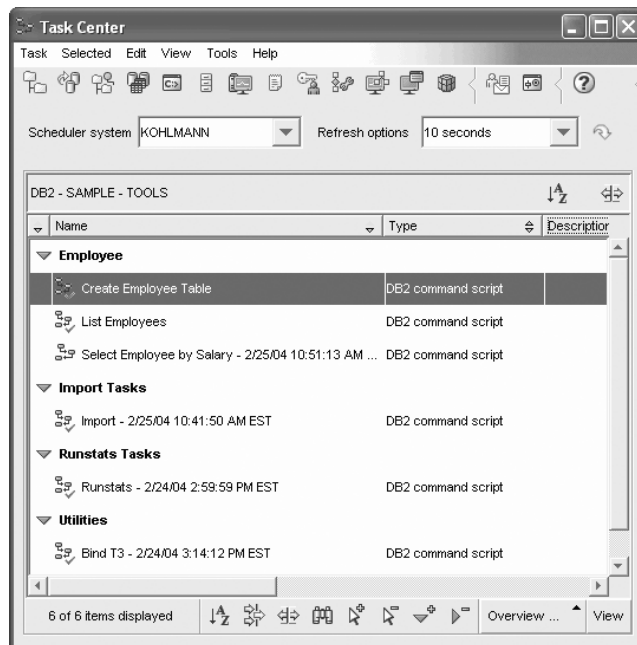 Task Center
Task Selected Edit View Tools Help
Scheduler system KOHLMANN Refresh options 10 seconds
DB2 - SAMPLE - TOOLS
Name Type Description
Employee
Create Employee Table DB2 command script
List Employees DB2 command script
Select Employee by Salary - 2/25/04 10:51:13 AM ... DB2 command script
Import Tasks
Import - 2/25/04 10:41:50 AM EST DB2 command script
Runstats Tasks
Runstats - 2/24/04 2:59:59 PM EST DB2 command script
Utilities
Bind T3 - 2/24/04 3:14:12 PM EST DB2 command script
6 of 6 items displayed Overview ... View